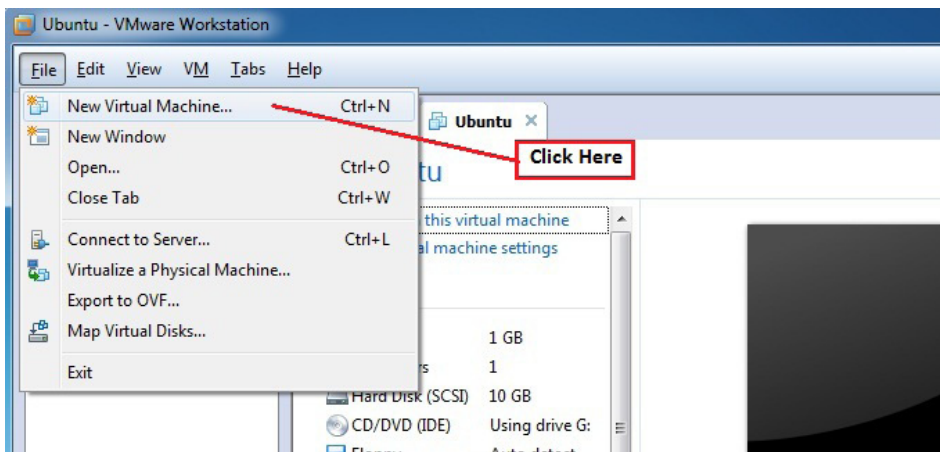 Ubuntu - VMware Workstation
File Edit View VM Tabs Help
New Virtual Machine... Ctrl+N
Ubuntu
New Window
Click Here
Open... Ctrl+O
tu
Close Tab Ctrl+W
this virtual machine
Connect to Server... Ctrl+L
al machine settings
Virtualize a Physical Machine...
Export to OVF...
Map Virtual Disks...
1 GB
Exit
rs 1
Hard Disk (SCSI) 10 GB
CD/DVD (IDE) Using drive G:
Floppy Auto detect